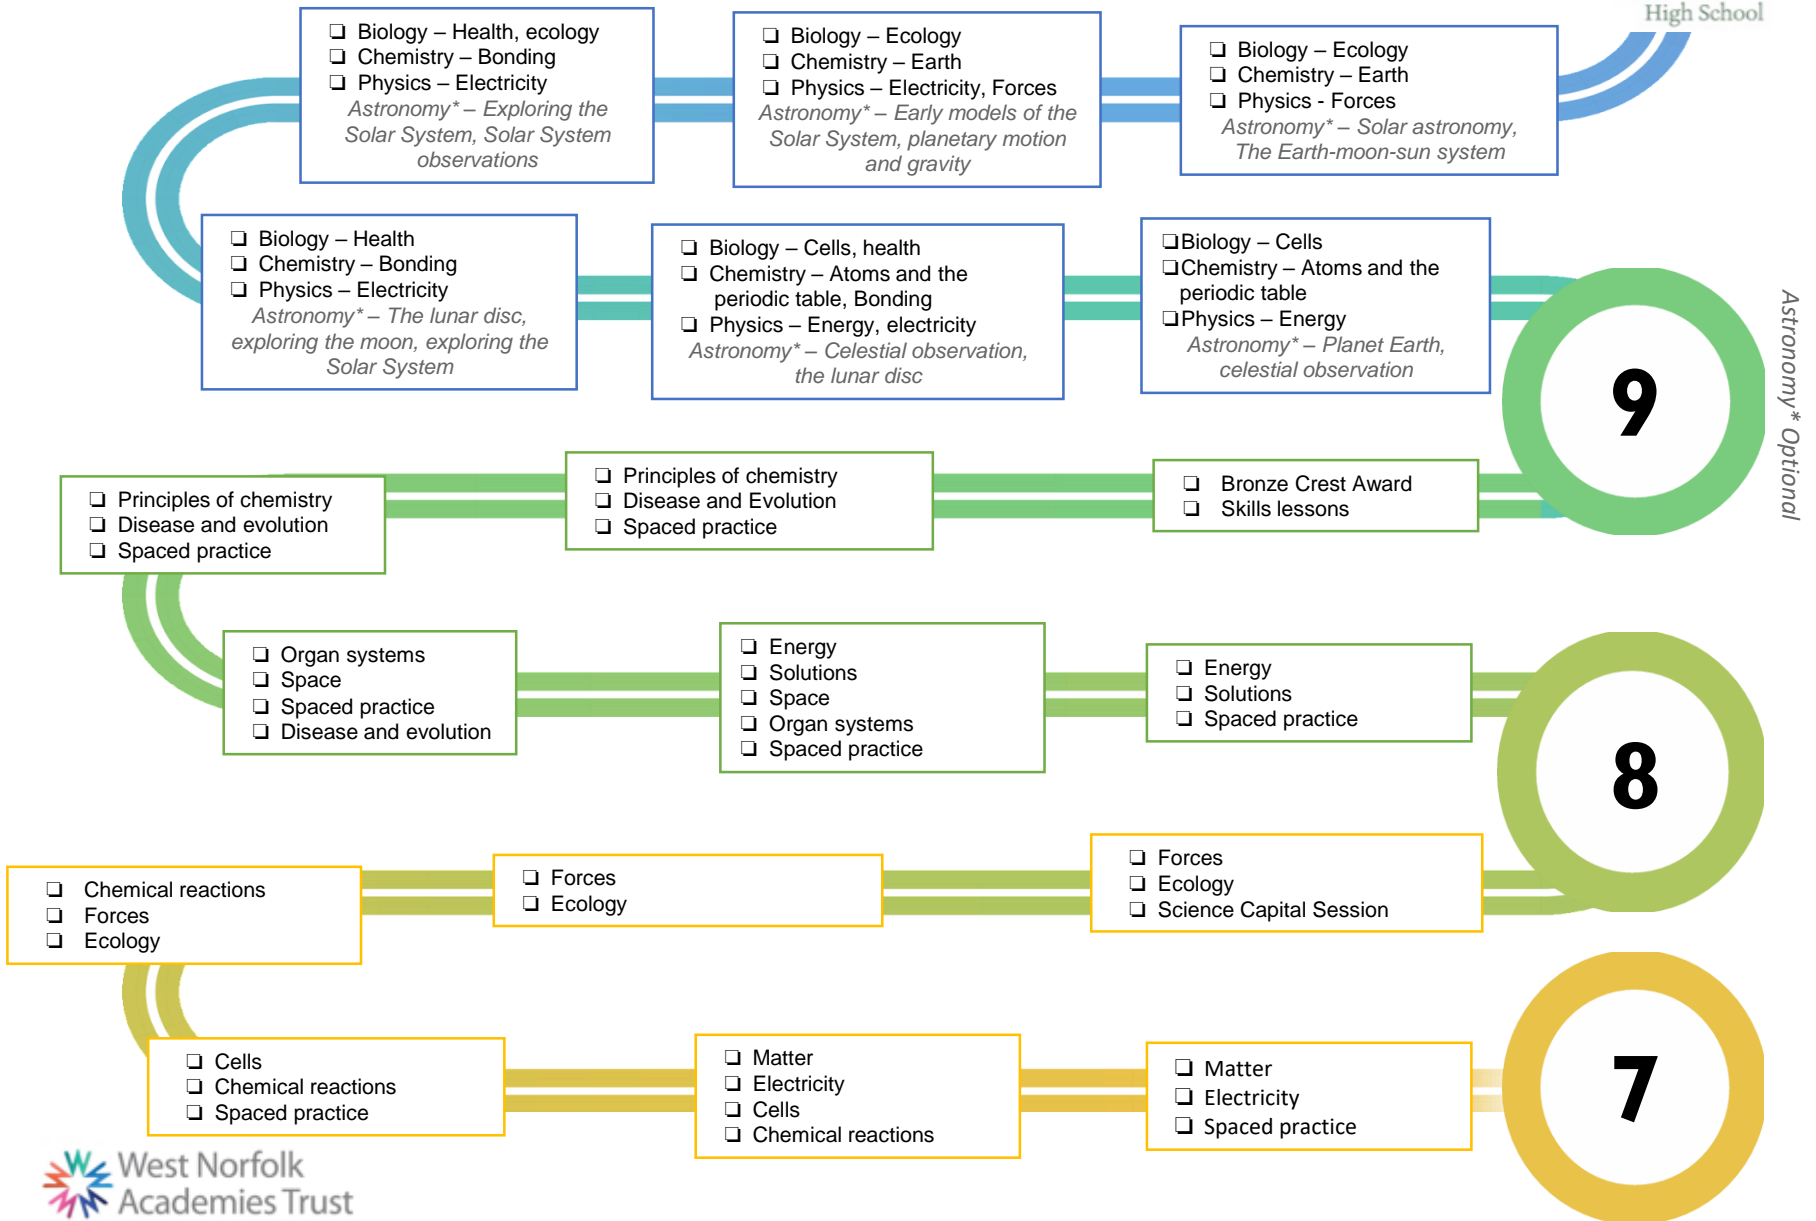 High School
❏ Biology – Health, ecology
❏ Chemistry – Bonding
❏ Physics – Electricity
Astronomy* – Exploring the
Solar System, Solar System
observations
❏ Biology – Ecology
❏ Chemistry – Earth
❏ Physics – Electricity, Forces
Astronomy* – Early models of the
Solar System, planetary motion
and gravity
❏ Biology – Ecology
❏ Chemistry – Earth
❏ Physics - Forces
Astronomy* – Solar astronomy,
The Earth-moon-sun system
❏ Biology – Health
❏ Chemistry – Bonding
❏ Physics – Electricity
Astronomy* – The lunar disc,
exploring the moon, exploring the
Solar System
❏ Biology – Cells, health
❏ Chemistry – Atoms and the
periodic table, Bonding
❏ Physics – Energy, electricity
Astronomy* – Celestial observation,
the lunar disc
❏Biology – Cells
❏Chemistry – Atoms and the
periodic table
❏Physics – Energy
Astronomy* – Planet Earth,
celestial observation
9
Astronomy* Optional
❏ Principles of chemistry
❏ Disease and evolution
❏ Spaced practice
❏ Principles of chemistry
❏ Disease and Evolution
❏ Spaced practice
❏ Bronze Crest Award
❏ Skills lessons
❏ Organ systems
❏ Space
❏ Spaced practice
❏ Disease and evolution
❏ Energy
❏ Solutions
❏ Space
❏ Organ systems
❏ Spaced practice
❏ Energy
❏ Solutions
❏ Spaced practice
8
❏ Chemical reactions
❏ Forces
❏ Ecology
❏ Forces
❏ Ecology
❏ Forces
❏ Ecology
❏ Science Capital Session
❏ Cells
❏ Chemical reactions
❏ Spaced practice
❏ Matter
❏ Electricity
❏ Cells
❏ Chemical reactions
❏ Matter
❏ Electricity
❏ Spaced practice
7
West Norfolk
Academies Trust